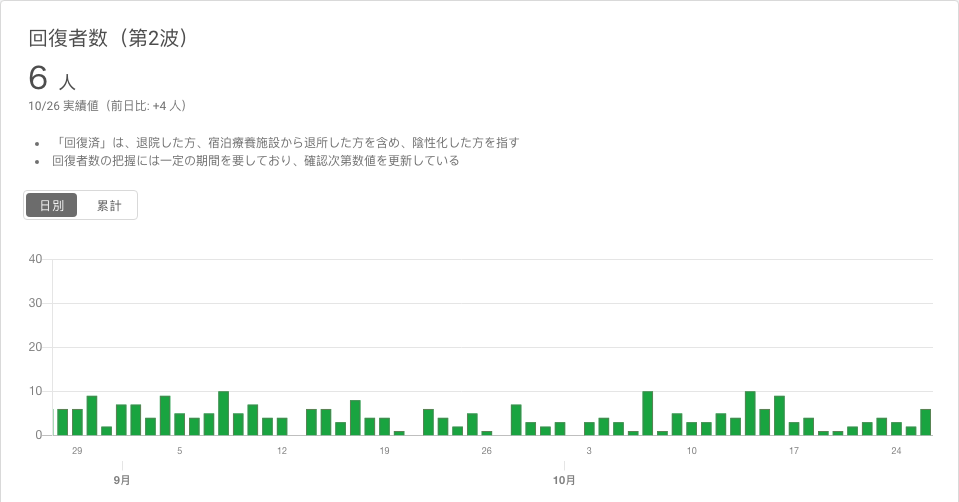 回復者数（第2波）
6 人
10/26 実績値（前日比: +4 人）
• 「回復済」は、退院した方、宿泊療養施設から退所した方を含め、陰性化した方を指す
• 回復者数の把握には一定の期間を要しており、確認次第数値を更新している
日別 累計
40
30
20
10
0
29 5 12 19 26 3 10 17 24
9月 10月